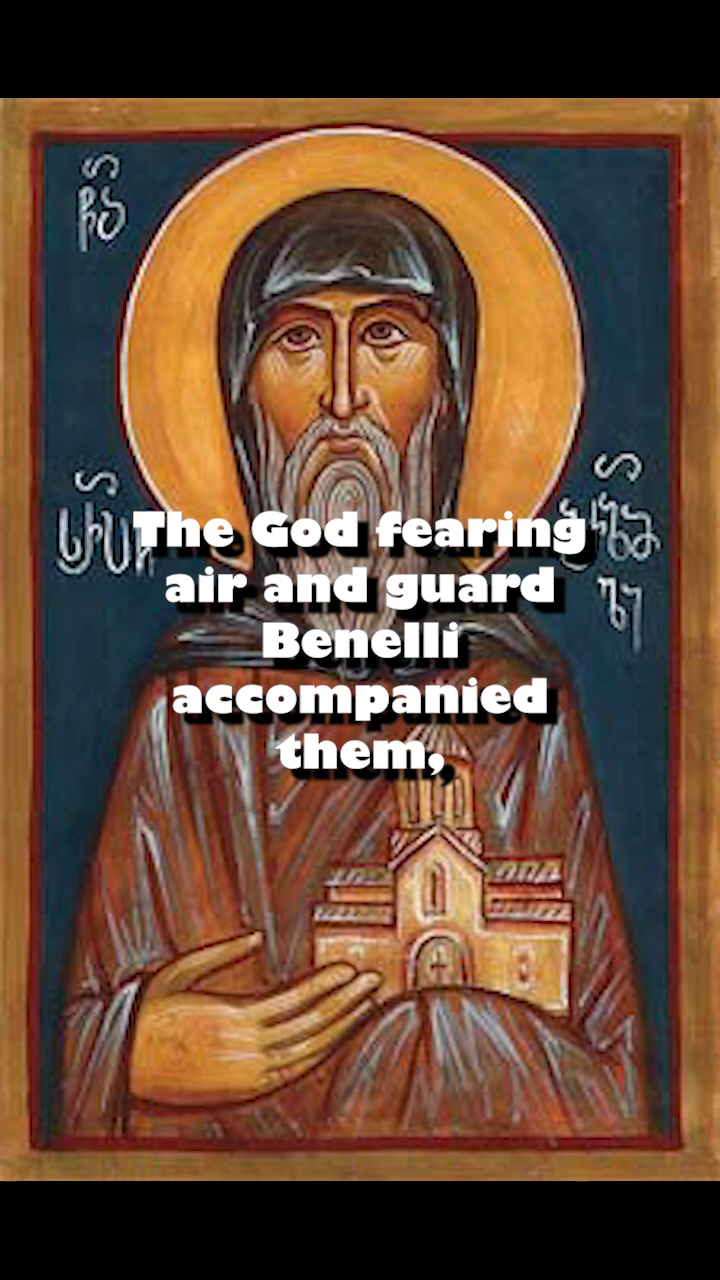 The God fearing
air and guard
Benelli
accompanied
them,